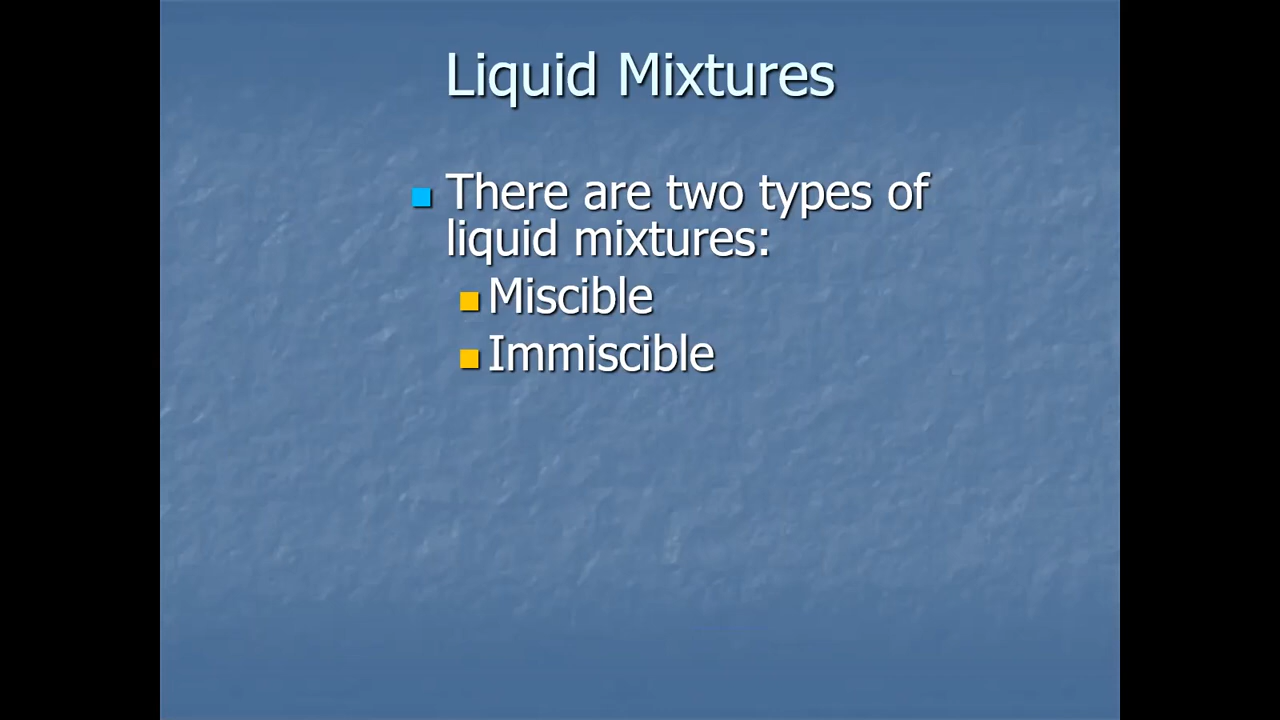 Liquid Mixtures
There are two types of
liquid mixtures:
Miscible
Immiscible